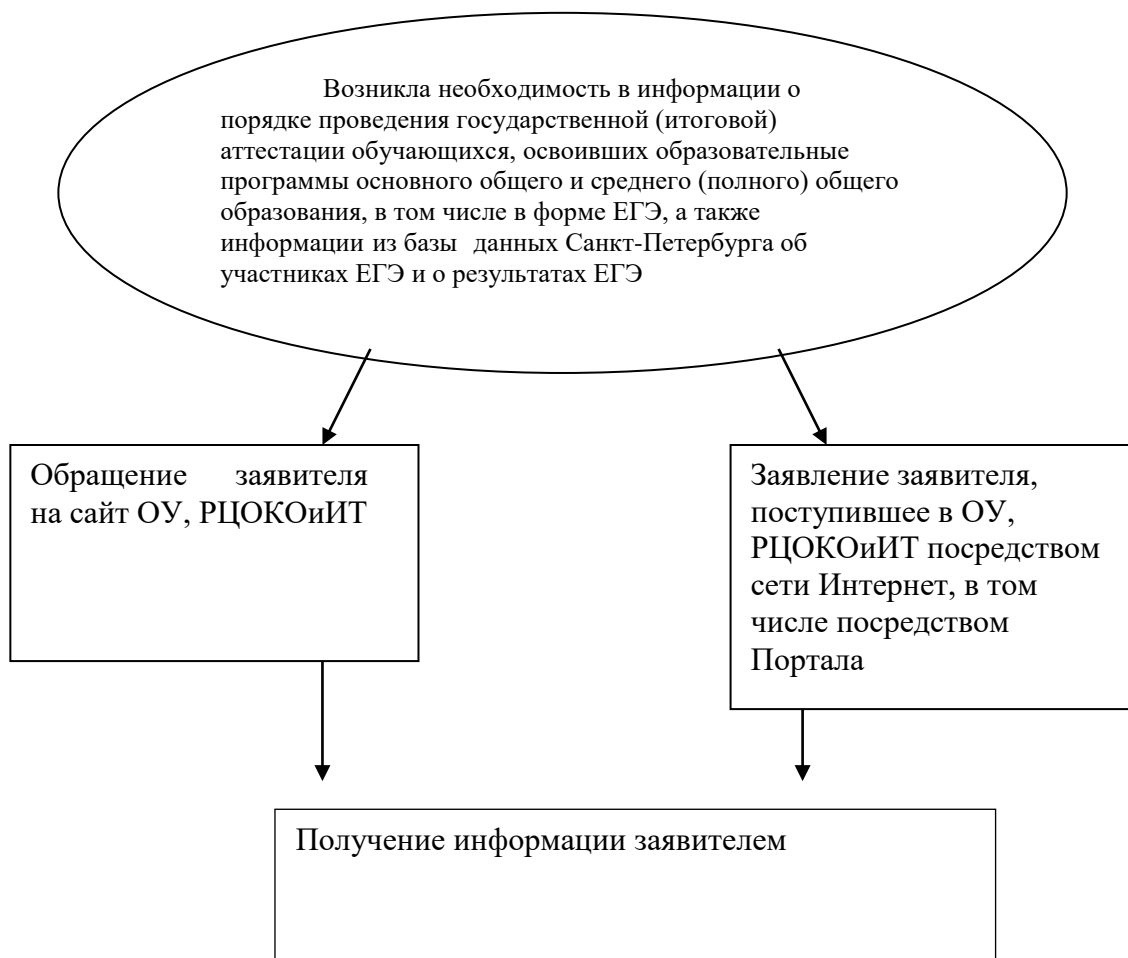 Возникла необходимость в информации о
порядке проведения государственной (итоговой)
аттестации обучающихся, освоивших образовательные
программы основного общего и среднего (полного) общего
образования, в том числе в форме ЕГЭ, а также
информации из базы данных Санкт-Петербурга об
участниках ЕГЭ и о результатах ЕГЭ
Обращение заявителя
на сайт ОУ, РЦОКОиИТ
Заявление заявителя,
поступившее в ОУ,
РЦОКОиИТ посредством
сети Интернет, в том
числе посредством
Портала
Получение информации заявителем